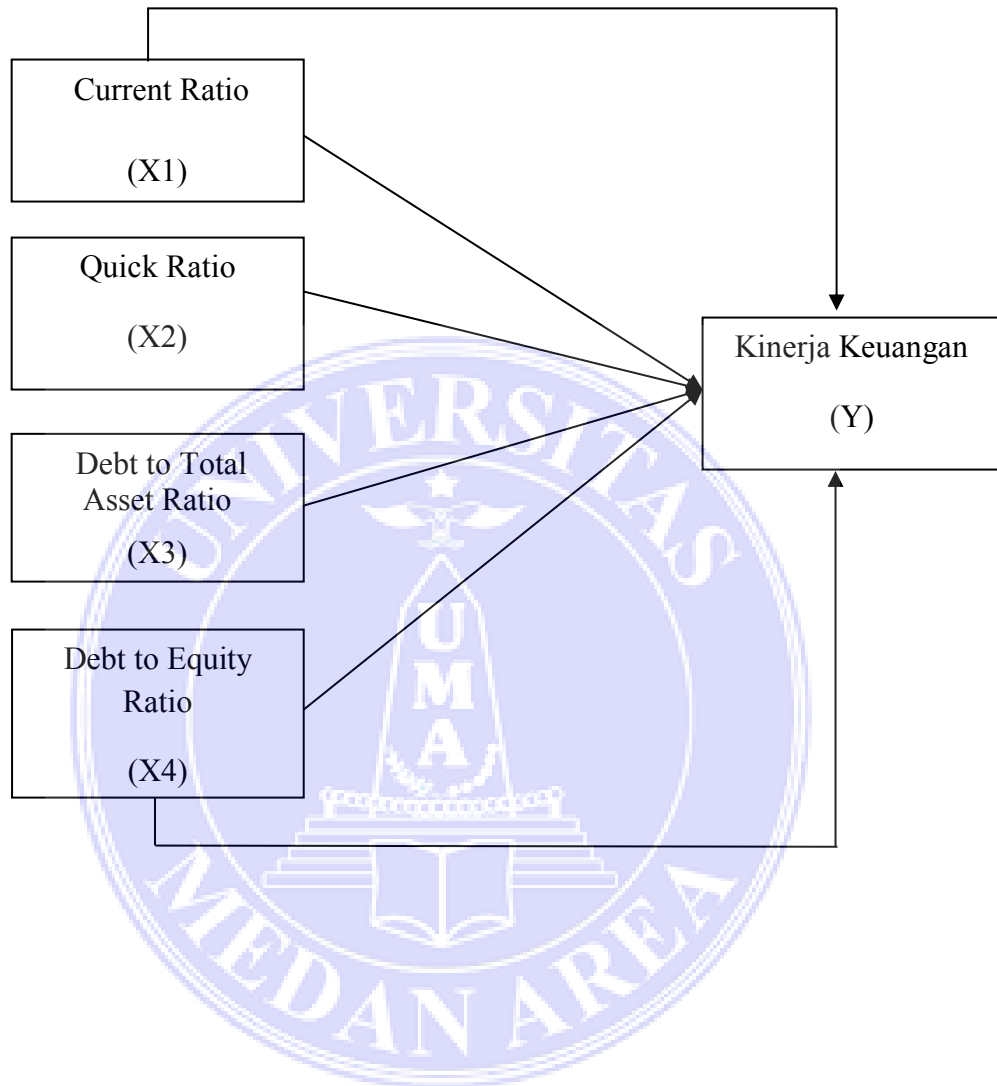 Current Ratio
(X1)
Quick Ratio
(X2)
Debt to Total
Asset Ratio
(X3)
Debt to Equity
Ratio
(X4)
Kinerja Keuangan
(Y)
UNIVERSITAS
UMA
MEDAN AREA